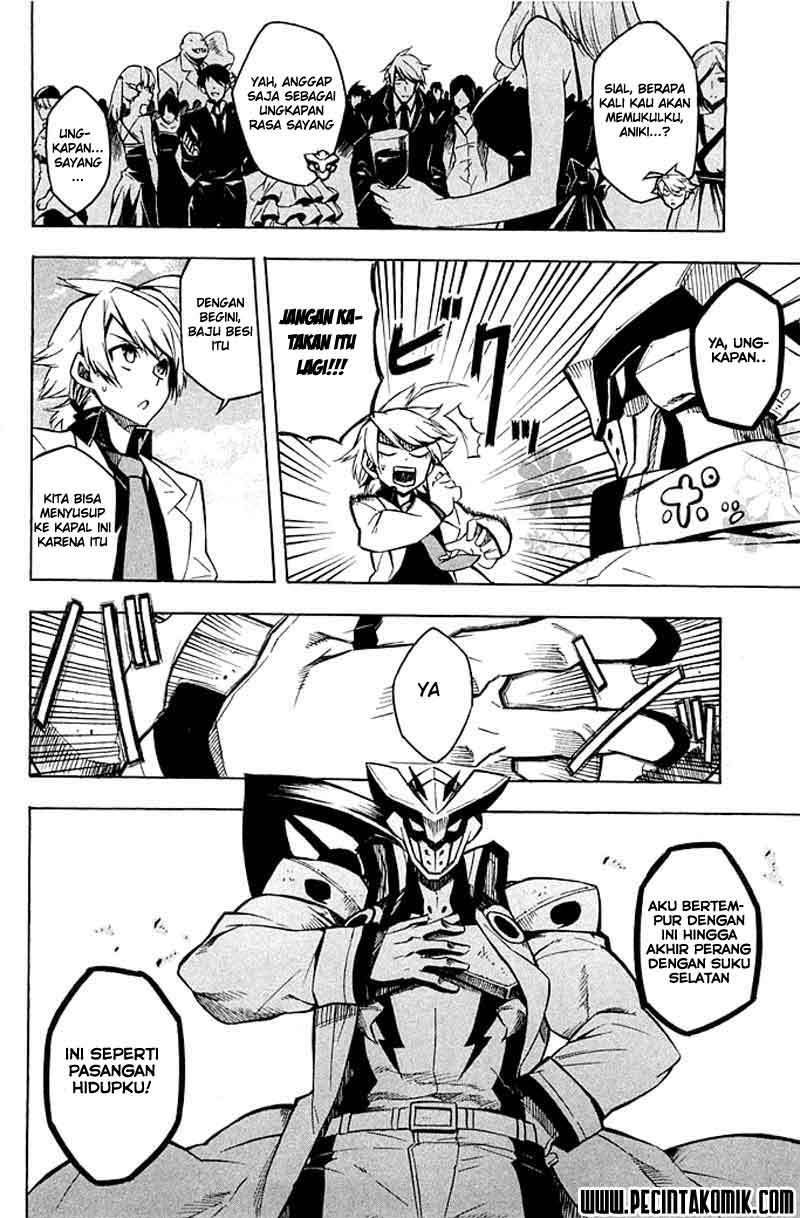 SIAL, BERAPA
KALI KAU AKAN
MEMUKULKU,
ANIKI...?
YAH, ANGGAP
SAJA SEBAGAI
UNGKAPAN
RASA SAYANG
UNG-
KAPAN...
SAYANG
...
YA, UNG-
KAPAN..
ポ
ビク
JANGAN KA-
TAKAN ITU
LAGI!!!
DENGAN
BEGINI,
BAJU BESI
ITU
KITA BISA
MENYUSUP
KE KAPAL INI
KARENA ITU
YA
AKU BERTEM-
PUR DENGAN
INI HINGGA
AKHIR PERANG
DENGAN SUKU
SELATAN
INI SEPERTI
PASANGAN
HIDUPKU!
WWW.PECINTAKOMIK.COM